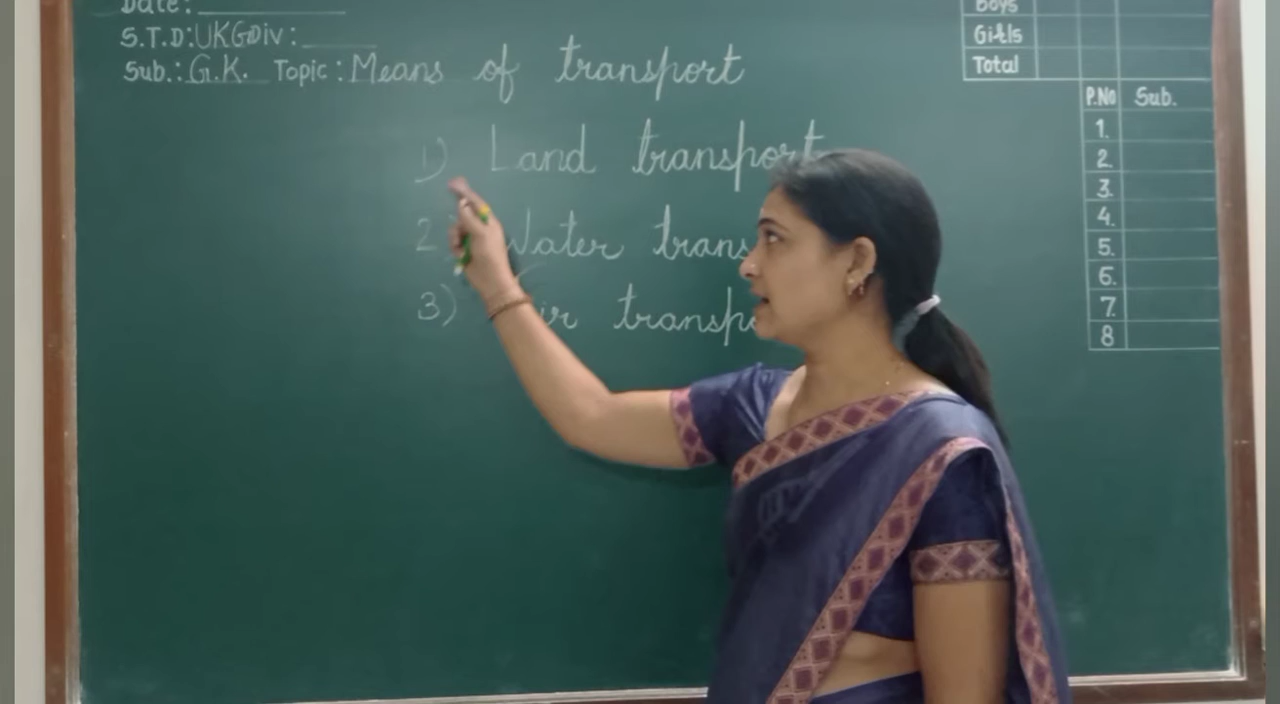 Date:
S.T.D: UKG Div:
Sub.: G.K. Topic: Means of transport
1) Land transport
2) Water
3) transp
Boys
Girls
Total
P.No Sub.
1.
2.
3.
4.
5.
6.
7.
8